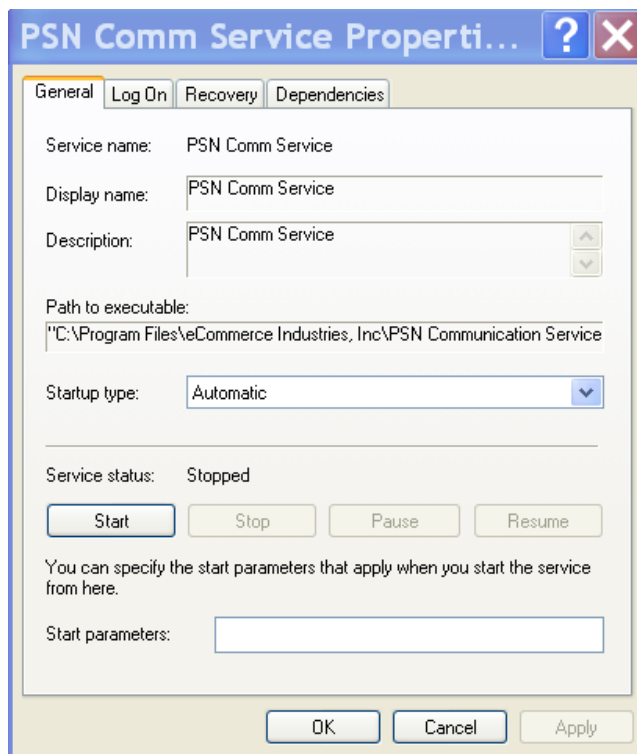 PSN Comm Service Properti...
General Log On Recovery Dependencies
Service name: PSN Comm Service
Display name: PSN Comm Service
Description: PSN Comm Service
Path to executable:
"C:\Program Files\eCommerce Industries, Inc\PSN Communication Service
Startup type: Automatic
Service status: Stopped
Start Stop Pause Resume
You can specify the start parameters that apply when you start the service
from here.
Start parameters:
OK Cancel Apply